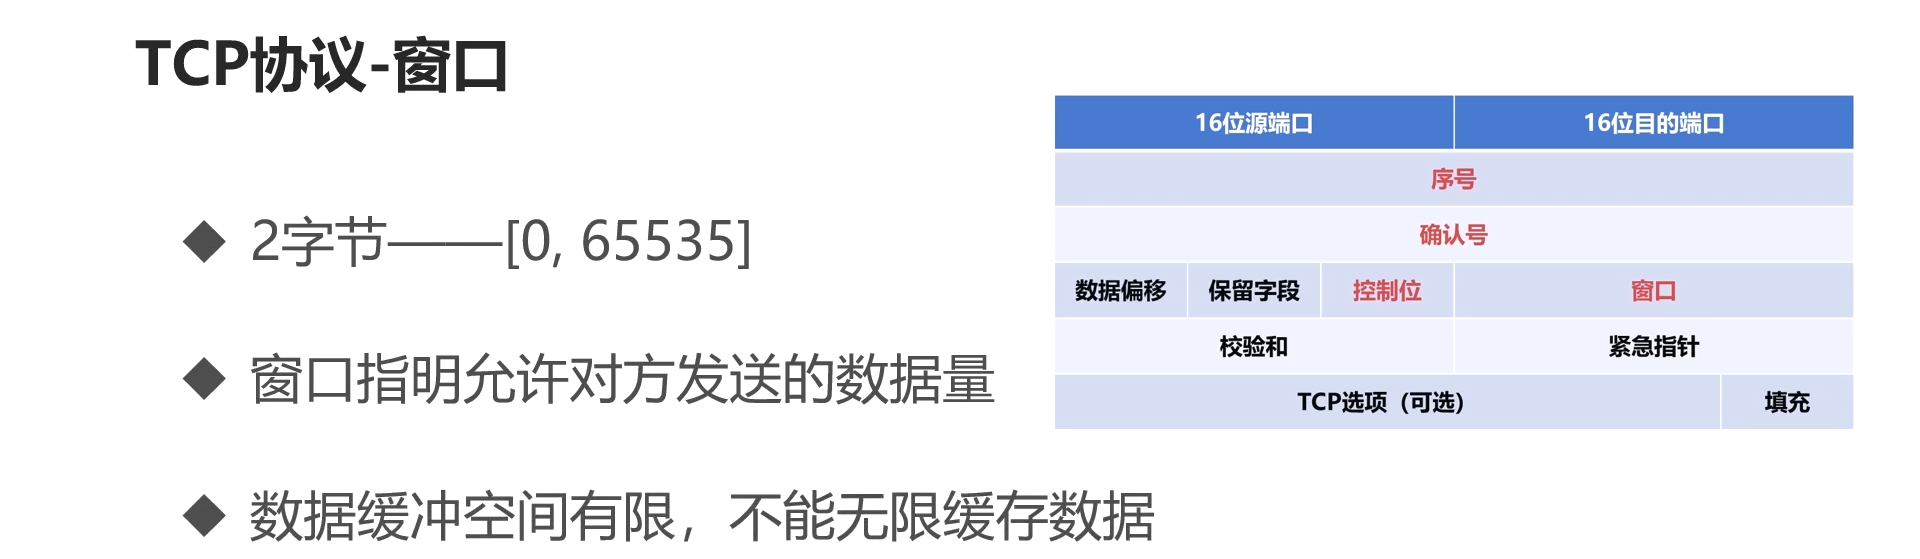 TCP协议-窗口
16位源端口 16位目的端口
序号
确认号
数据偏移 保留字段 控制位 窗口
校验和 紧急指针
TCP选项（可选） 填充
◆ 2字节——[0, 65535]
◆ 窗口指明允许对方发送的数据量
◆ 数据缓冲空间有限，不能无限缓存数据